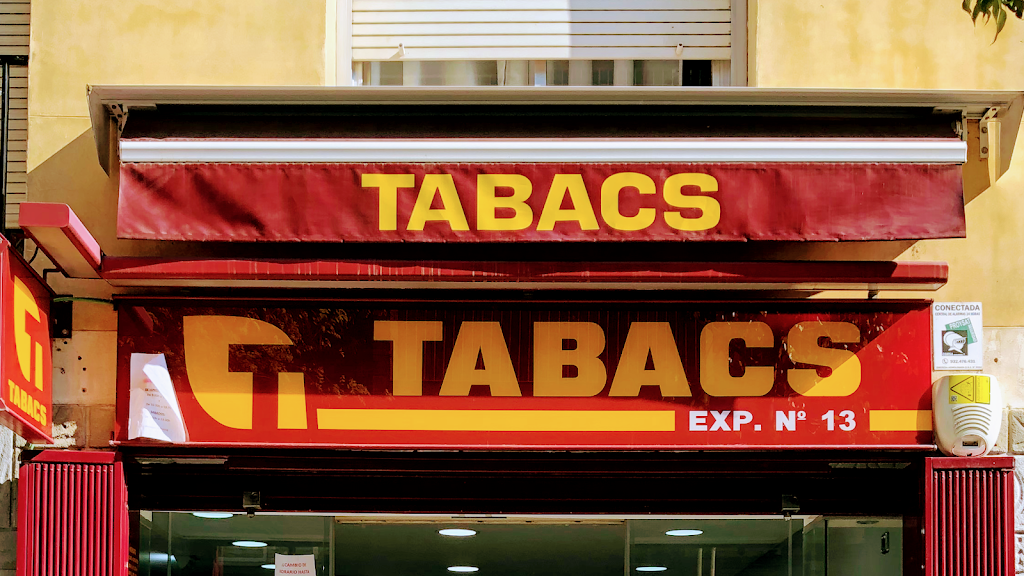 TABACS
TABACS
EXP. Nº 13
TABACS
CONECTADA